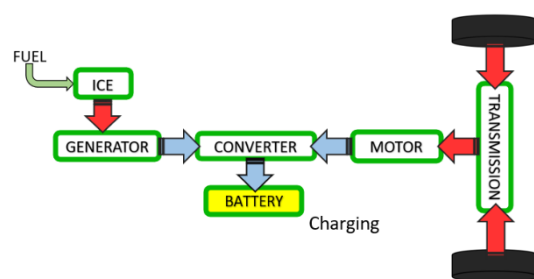 FUEL
ICE
GENERATOR
CONVERTER
MOTOR
TRANSMISSION
BATTERY
Charging